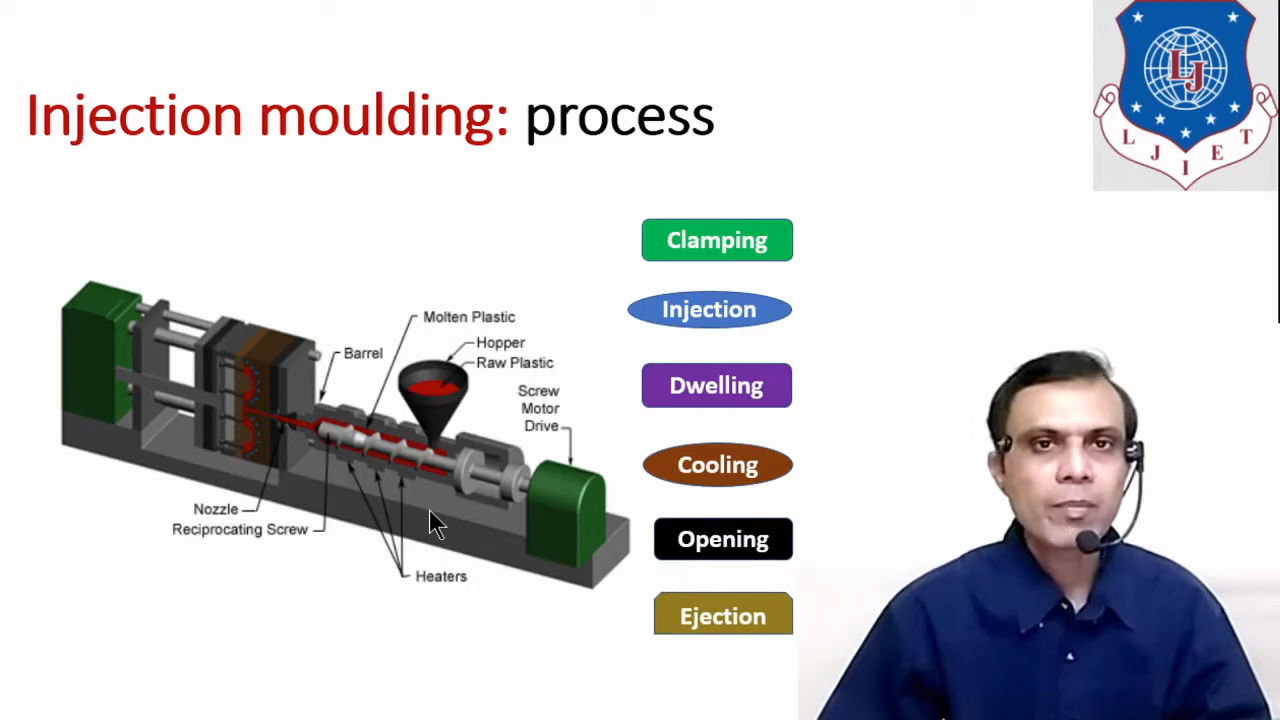 Injection moulding: process
LJ
L J I E T
Clamping
Injection
Dwelling
Cooling
Opening
Ejection
Molten Plastic
Hopper
Raw Plastic
Barrel
Screw
Motor
Drive
Nozzle
Reciprocating Screw
Heaters